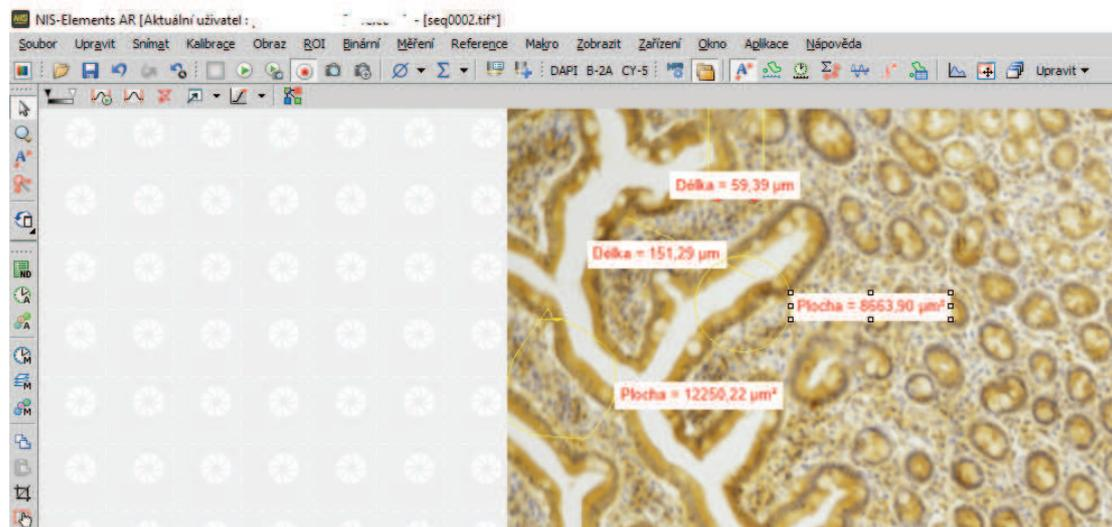 NIS-Elements AR [Aktuální uživatel : - [seq0002.tif*]
Soubor Upravit Snímat Kalibrace Obraz ROI Binární Měření Reference Makro Zobrazit Zařízení Okno Aplikace Nápověda
DAPI B-2A CY-5 Upravit
Délka = 59,39 µm
Délka = 151,29 µm
Plocha = 8663,90 µm²
Plocha = 12250,22 µm²